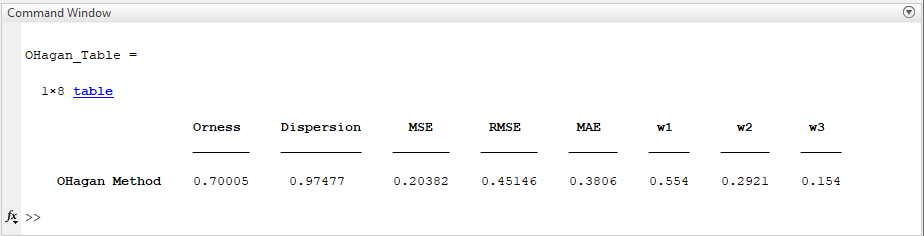 Command Window
OHagan_Table =
1×8 table
Orness Dispersion MSE RMSE MAE w1 w2 w3
OHagan Method 0.70005 0.97477 0.20382 0.45146 0.3806 0.554 0.2921 0.154
fx >>